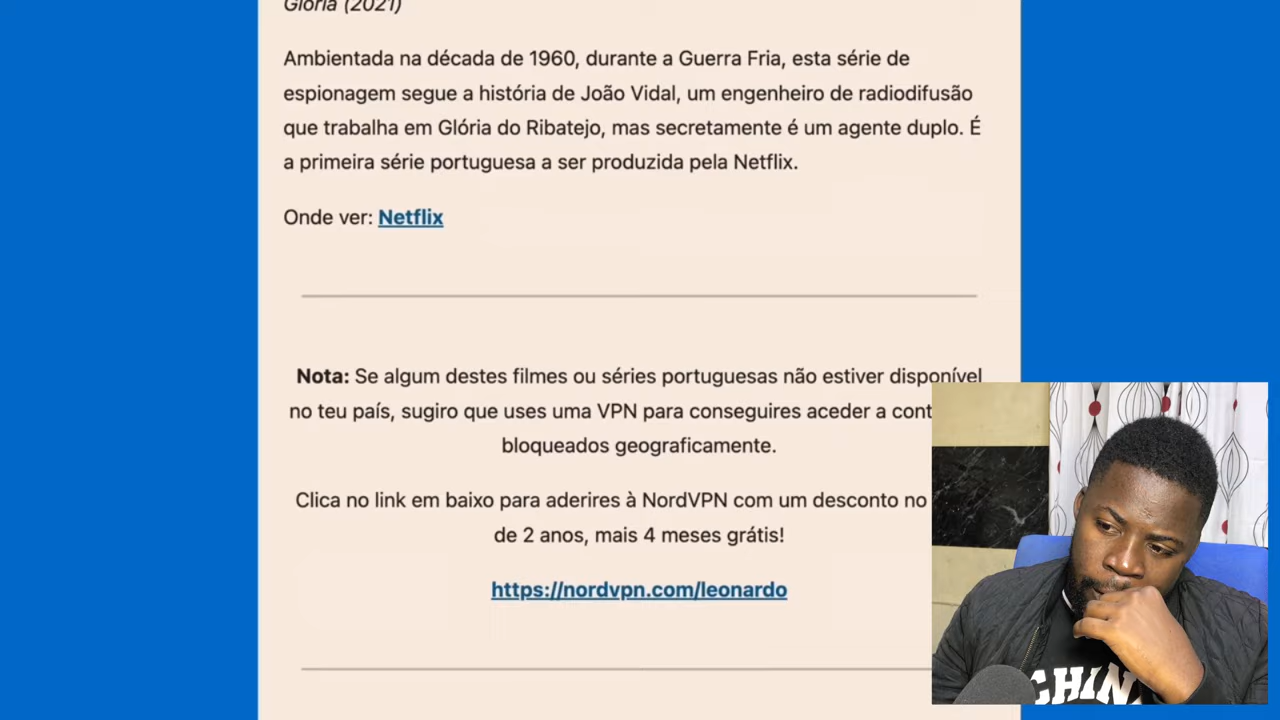 Glória (2021)
Ambientada na década de 1960, durante a Guerra Fria, esta série de
espionagem segue a história de João Vidal, um engenheiro de radiodifusão
que trabalha em Glória do Ribatejo, mas secretamente é um agente duplo. É
a primeira série portuguesa a ser produzida pela Netflix.
Onde ver: Netflix
Nota: Se algum destes filmes ou séries portuguesas não estiver disponível
no teu país, sugiro que uses uma VPN para conseguires aceder a cont
bloqueados geograficamente.
Clica no link em baixo para aderires à NordVPN com um desconto no
de 2 anos, mais 4 meses grátis!
https://nordvpn.com/leonardo
CHIN